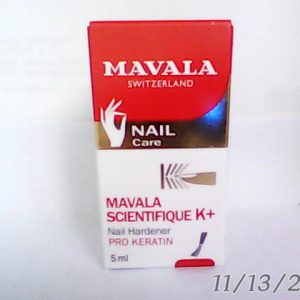 MAVALA
SWITZERLAND
NAIL
Care
MAVALA
SCIENTIFIQUE K+
Nail Hardener
PRO KERATIN
5 ml
11/13/2